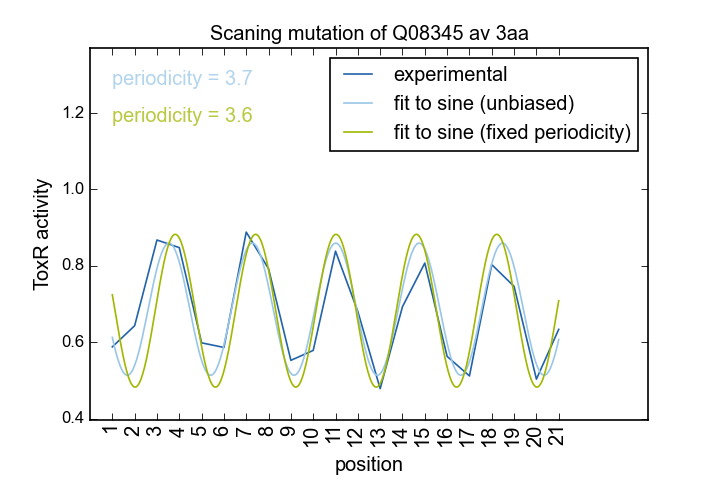 Scaning mutation of Q08345 av 3aa
periodicity = 3.7
periodicity = 3.6
experimental
fit to sine (unbiased)
fit to sine (fixed periodicity)
1.2
1.0
0.8
0.6
0.4
ToxR activity
1 2 3 4 5 6 7 8 9 10 11 12 13 14 15 16 17 18 19 20 21
position